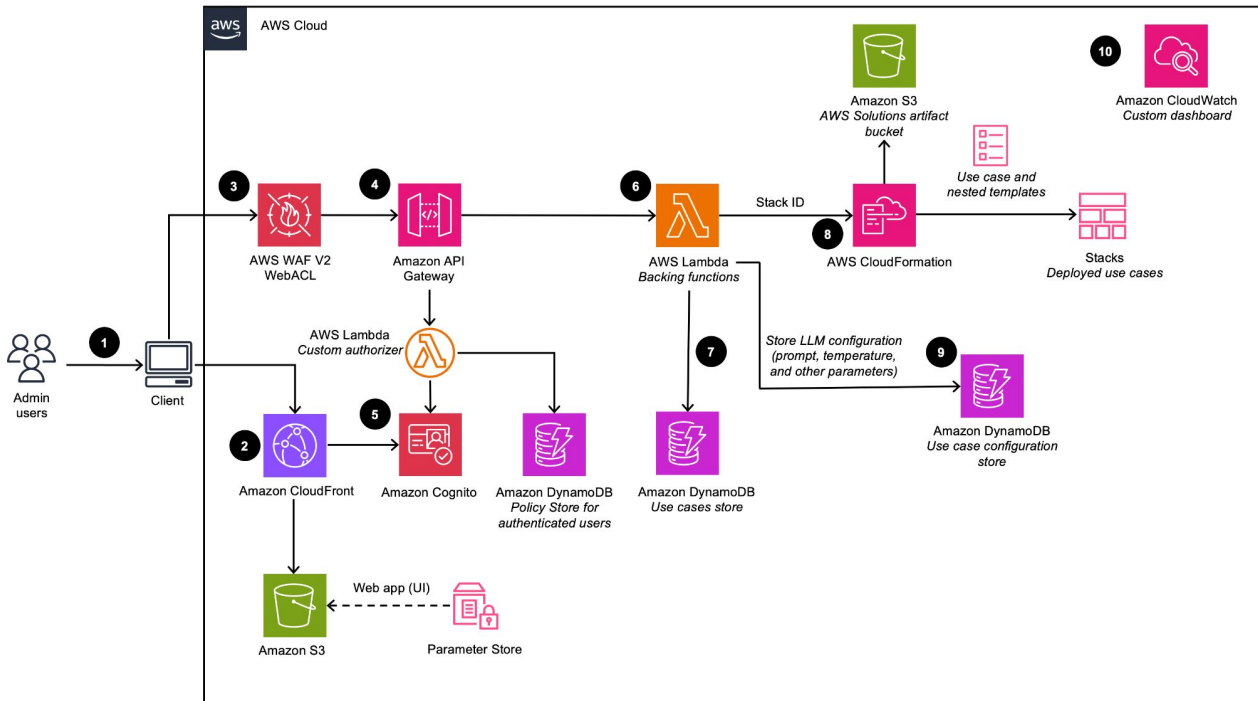 aws
AWS Cloud
10
Amazon S3
AWS Solutions artifact
bucket
Amazon CloudWatch
Custom dashboard
Use case and
nested templates
3
4
6
Stack ID
8
AWS WAF V2
WebACL
Amazon API
Gateway
AWS Lambda
Backing functions
AWS CloudFormation
Stacks
Deployed use cases
1
Admin
users
Client
AWS Lambda
Custom authorizer
7
Store LLM configuration
(prompt, temperature,
and other parameters)
9
2
5
Amazon CloudFront
Amazon Cognito
Amazon DynamoDB
Policy Store for
authenticated users
Amazon DynamoDB
Use cases store
Amazon DynamoDB
Use case configuration
store
Web app (UI)
Amazon S3
Parameter Store